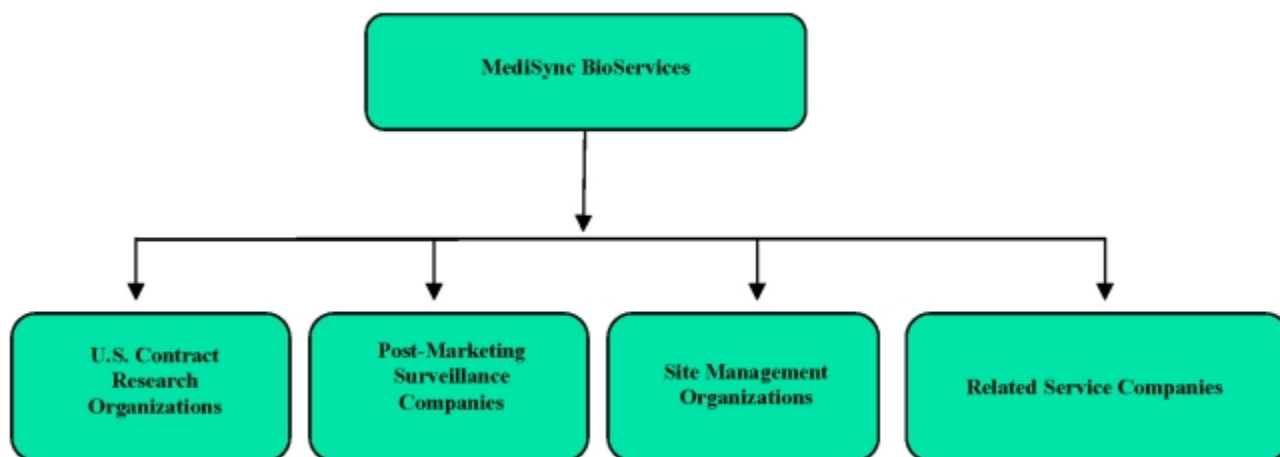 MediSync BioServices
U.S. Contract
Research
Organizations
Post-Marketing
Surveillance
Companies
Site Management
Organizations
Related Service Companies